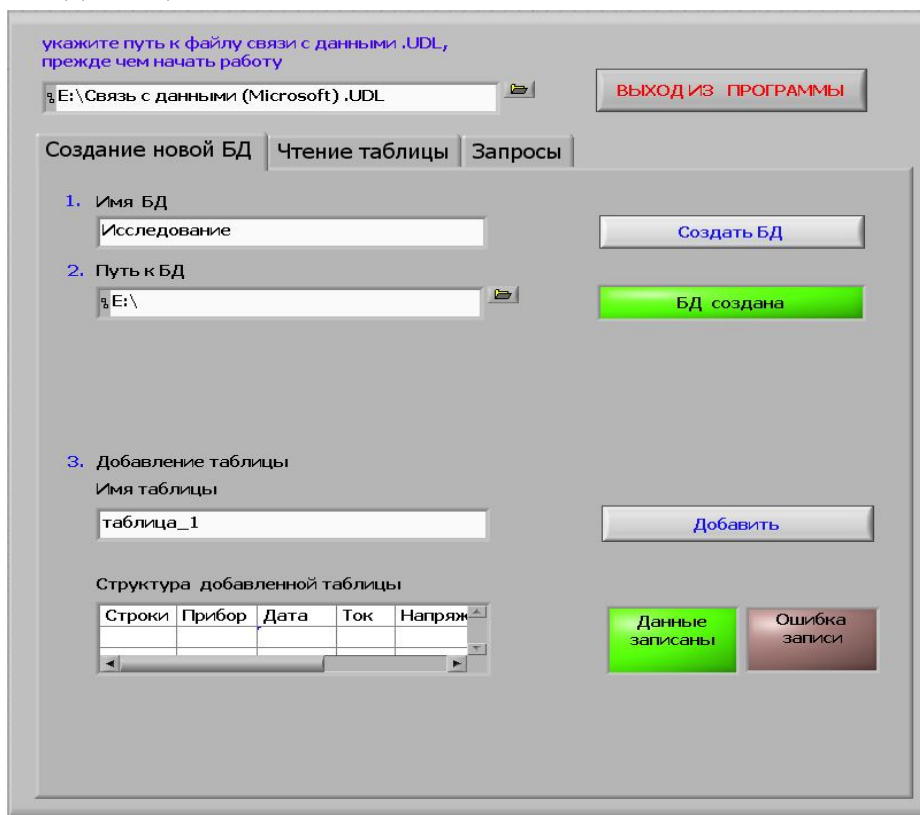 укажите путь к файлу связи с данными .UDL,
прежде чем начать работу
E:\Связь с данными (Microsoft) .UDL
ВЫХОД ИЗ ПРОГРАММЫ
Создание новой БД Чтение таблицы Запросы
1. Имя БД
Исследование
Создать БД
2. Путь к БД
E:\
БД создана
3. Добавление таблицы
Имя таблицы
таблица_1
Добавить
Структура добавленной таблицы
Строки Прибор Дата Ток Напряж
Данные
записаны
Ошибка
записи